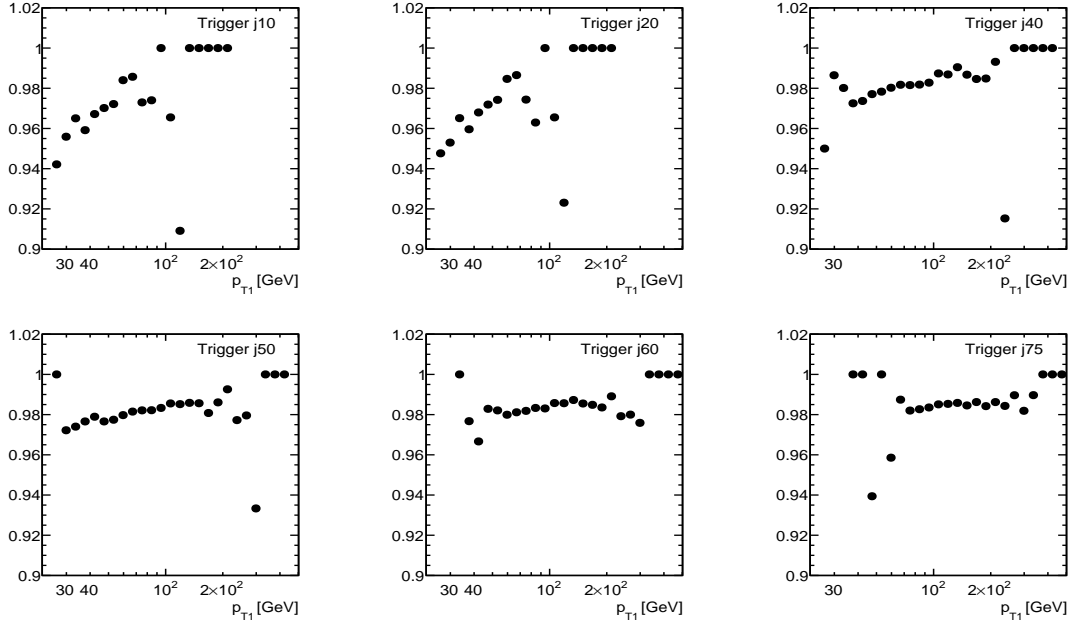 1.02 1.02 1.02
Trigger j10 Trigger j20 Trigger j40
1 1 1
0.98 0.98 0.98
0.96 0.96 0.96
0.94 0.94 0.94
0.92 0.92 0.92
0.9 0.9 0.9
30 40 10² 2×10² 30 40 10² 2×10² 30 10² 2×10²
p_T1 [GeV] p_T1 [GeV] p_T1 [GeV]
1.02 1.02 1.02
Trigger j50 Trigger j60 Trigger j75
1 1 1
0.98 0.98 0.98
0.96 0.96 0.96
0.94 0.94 0.94
0.92 0.92 0.92
0.9 0.9 0.9
30 40 10² 2×10² 30 40 10² 2×10² 30 10² 2×10²
p_T1 [GeV] p_T1 [GeV] p_T1 [GeV]